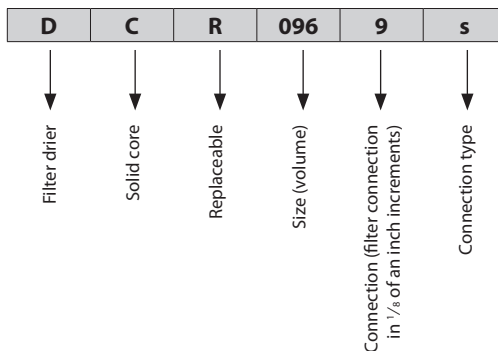 D C R 096 9 s
Filter drier
Solid core
Replaceable
Size (volume)
Connection (filter connection
in 1/8 of an inch increments)
Connection type